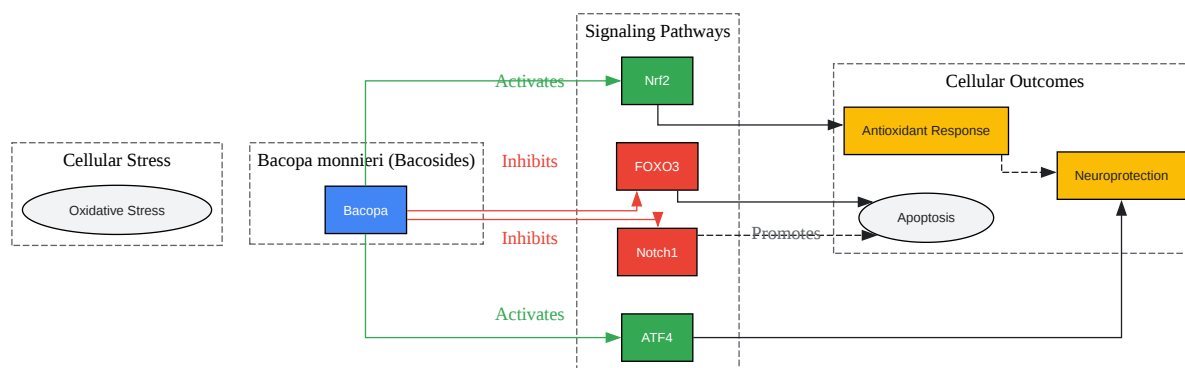 Signaling Pathways
Activates
Nrf2
Cellular Outcomes
Antioxidant Response
Cellular Stress
Oxidative Stress
Bacopa monnieri (Bacosides)
Bacopa
Inhibits
FOXO3
Neuroprotection
Apoptosis
Inhibits
Notch1
Promotes
Activates
ATF4